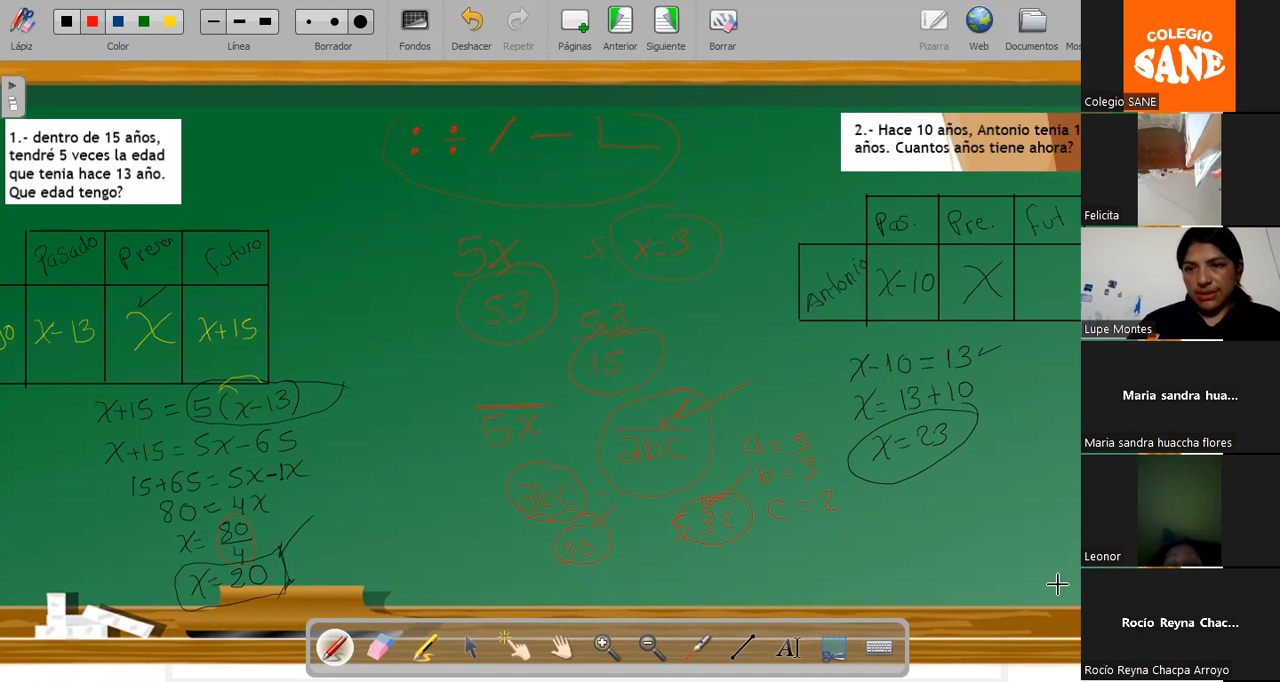 Lápiz
Color
Línea
Borrador
Fondos
Deshacer
Repetir
Páginas
Anterior
Siguiente
Borrar
Pizarra
Web
Documentos
Mos
1.- dentro de 15 años,
tendré 5 veces la edad
que tenia hace 13 año.
Que edad tengo?
Pasado
Presen
Futuro
x-13
X
x+15
x+15 = 5(x-13)
x+15 = 5x-65
15+65 = 5x-1x
80 = 4x
x= 80
4
x= 20
: ÷ / —
5x
si x=3
53
5x3
15
5x
abc
abc =
30
a = 5
b = 3
c = 2
532
2.- Hace 10 años, Antonio tenia 1
años. Cuantos años tiene ahora?
Pas.
Pre.
fut
Antonio
x-10
X
x-10 = 13
x = 13+10
x = 23
COLEGIO
SANE
Colegio SANE
Felicita
Lupe Montes
Maria sandra hua...
Maria sandra huaccha flores
Leonor
Rocío Reyna Chac...
Rocío Reyna Chacpa Arroyo
AI